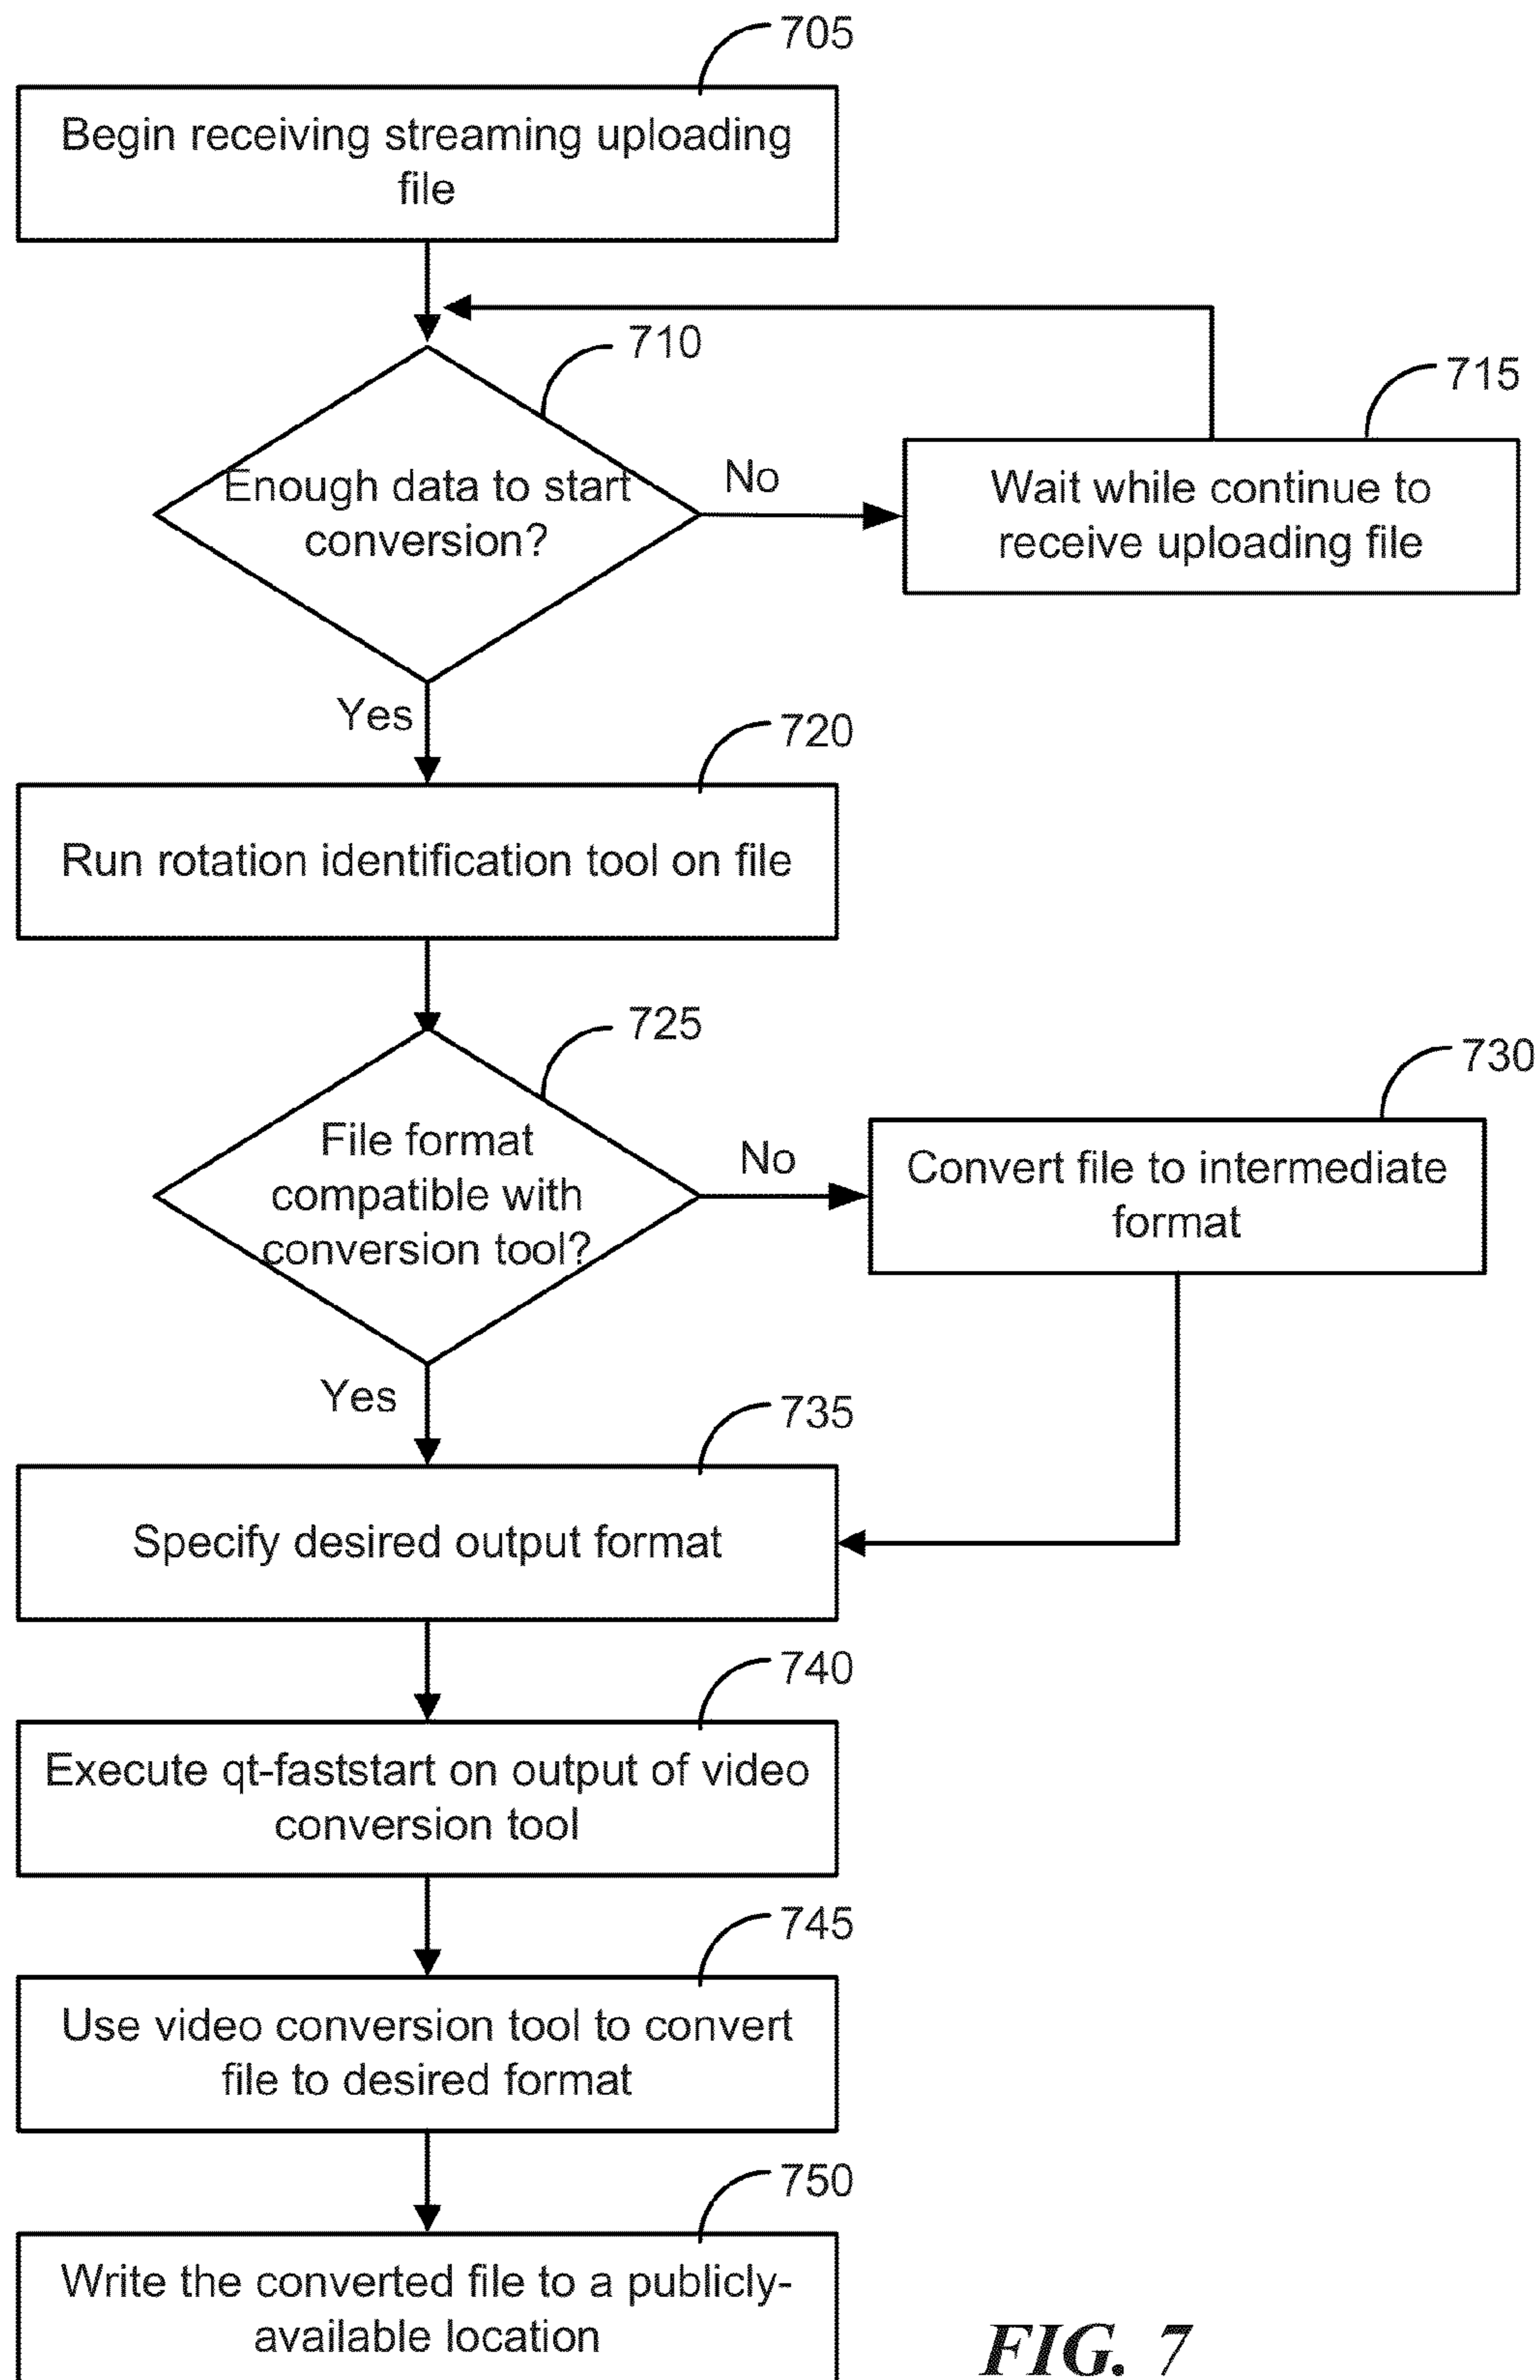 705
Begin receiving streaming uploading
file
710
Enough data to start
conversion?
No
715
Wait while continue to
receive uploading file
Yes
720
Run rotation identification tool on file
725
File format
compatible with
conversion tool?
No
730
Convert file to intermediate
format
Yes
735
Specify desired output format
740
Execute qt-faststart on output of video
conversion tool
745
Use video conversion tool to convert
file to desired format
750
Write the converted file to a publicly-
available location
FIG. 7